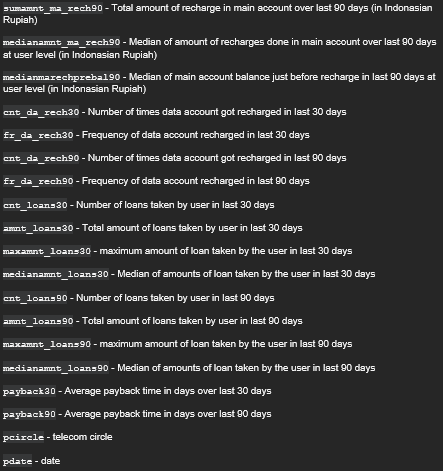 sumamnt_ma_rech90 - Total amount of recharge in main account over last 90 days (in Indonasian
Rupiah)
medianamnt_ma_rech90 - Median of amount of recharges done in main account over last 90 days
at user level (in Indonasian Rupiah)
medianmarechprebal90 - Median of main account balance just before recharge in last 90 days at
user level (in Indonasian Rupiah)
cnt_da_rech30 - Number of times data account got recharged in last 30 days
fr_da_rech30 - Frequency of data account recharged in last 30 days
cnt_da_rech90 - Number of times data account got recharged in last 90 days
fr_da_rech90 - Frequency of data account recharged in last 90 days
cnt_loans30 - Number of loans taken by user in last 30 days
amnt_loans30 - Total amount of loans taken by user in last 30 days
maxamnt_loans30 - maximum amount of loan taken by the user in last 30 days
medianamnt_loans30 - Median of amounts of loan taken by the user in last 30 days
cnt_loans90 - Number of loans taken by user in last 90 days
amnt_loans90 - Total amount of loans taken by user in last 90 days
maxamnt_loans90 - maximum amount of loan taken by the user in last 90 days
medianamnt_loans90 - Median of amounts of loan taken by the user in last 90 days
payback30 - Average payback time in days over last 30 days
payback90 - Average payback time in days over last 90 days
pcircle - telecom circle
pdate - date